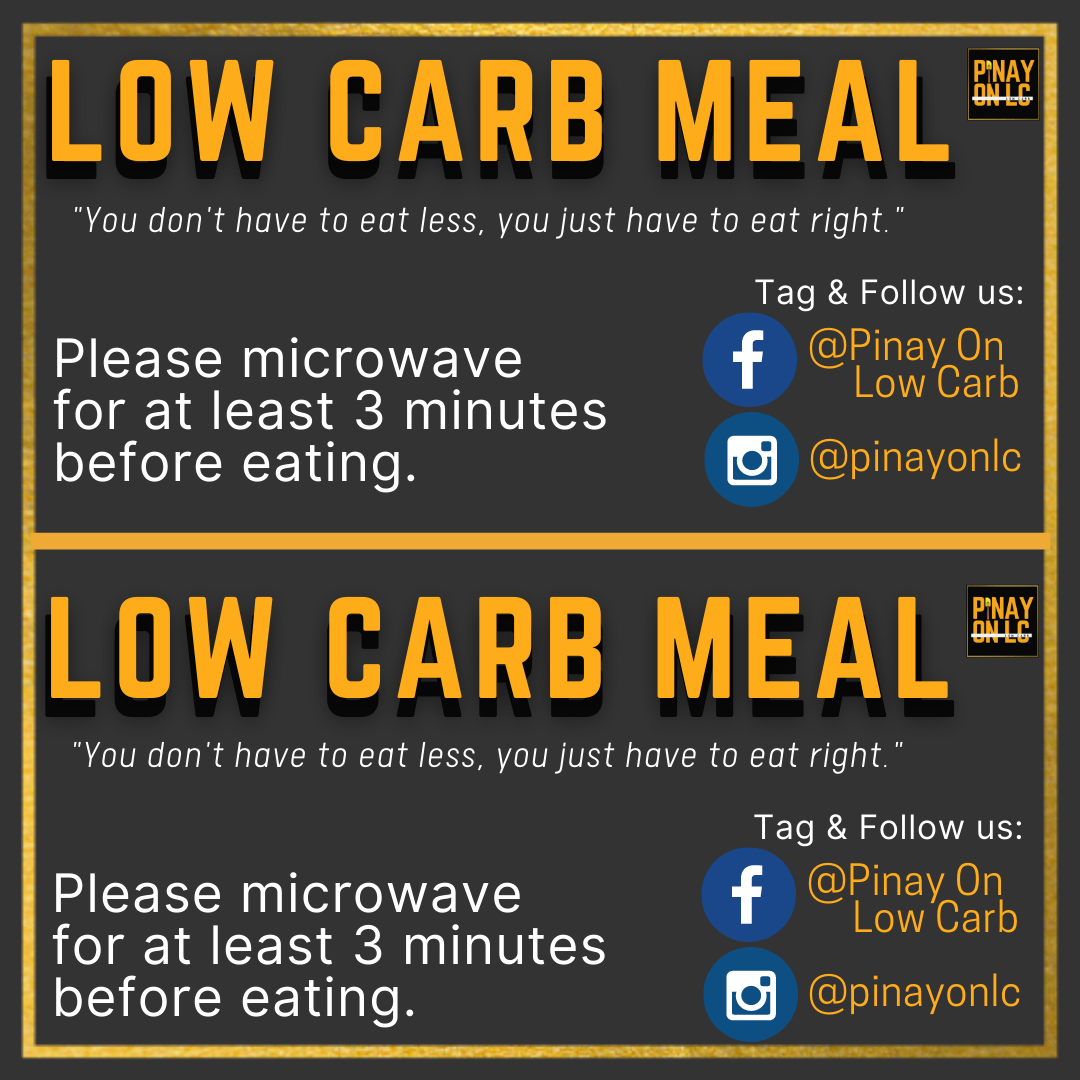 LOW CARB MEAL
PINAY
ON LC
"You don't have to eat less, you just have to eat right."
Tag & Follow us:
Please microwave
for at least 3 minutes
before eating.
@Pinay On
Low Carb
@pinayonlc
LOW CARB MEAL
PINAY
ON LC
"You don't have to eat less, you just have to eat right."
Tag & Follow us:
Please microwave
for at least 3 minutes
before eating.
@Pinay On
Low Carb
@pinayonlc